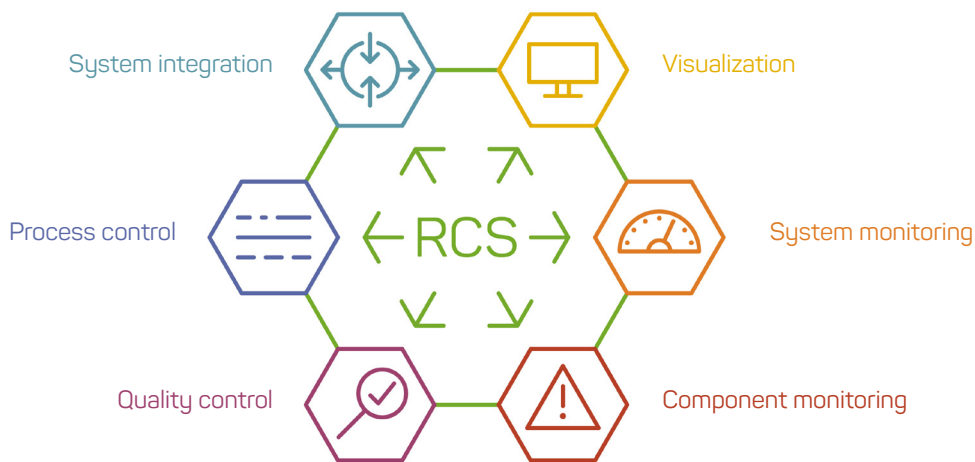 System integration
Visualization
Process control
RCS
System monitoring
Quality control
Component monitoring